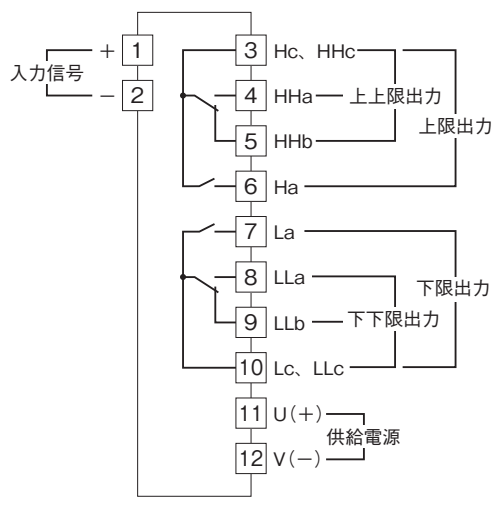 + 1
入力信号
− 2
3 Hc、HHc
4 HHa 上上限出力
5 HHb
上限出力
6 Ha
7 La
8 LLa
下限出力
9 LLb 下下限出力
10 Lc、LLc
11 U(+)
供給電源
12 V(−)